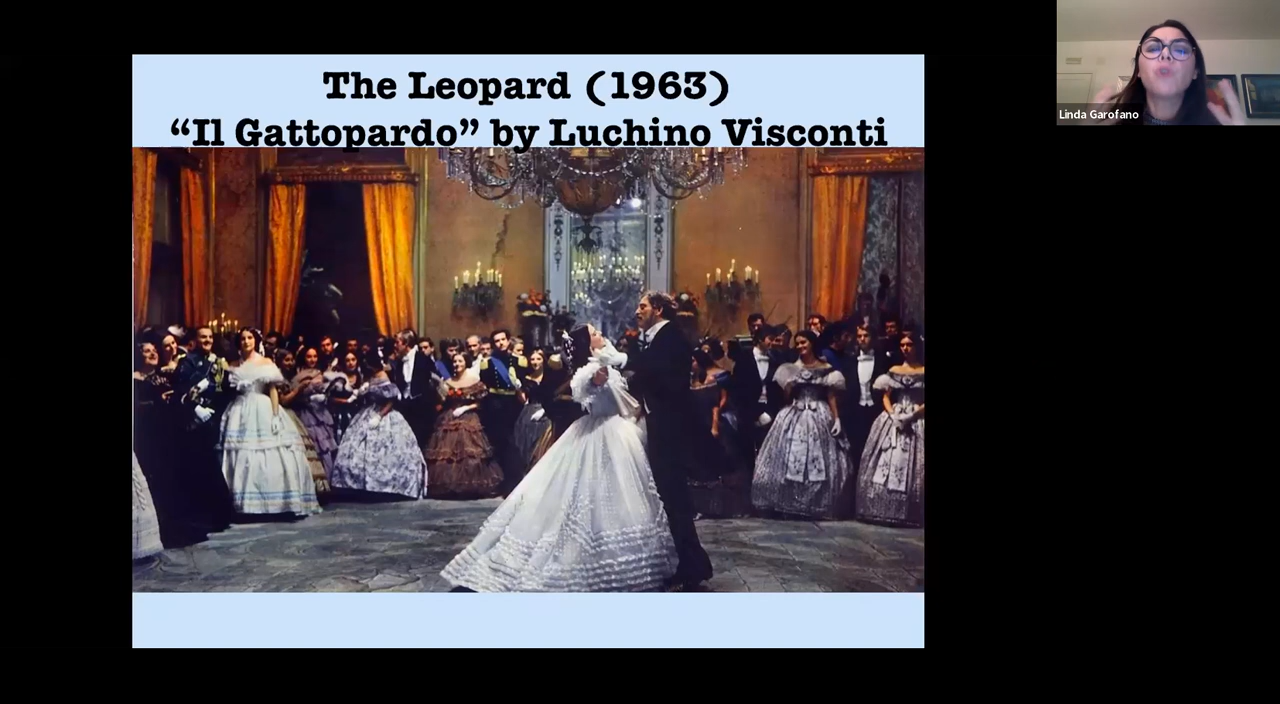 The Leopard (1963)
“Il Gattopardo” by Luchino Visconti
Linda Garofano